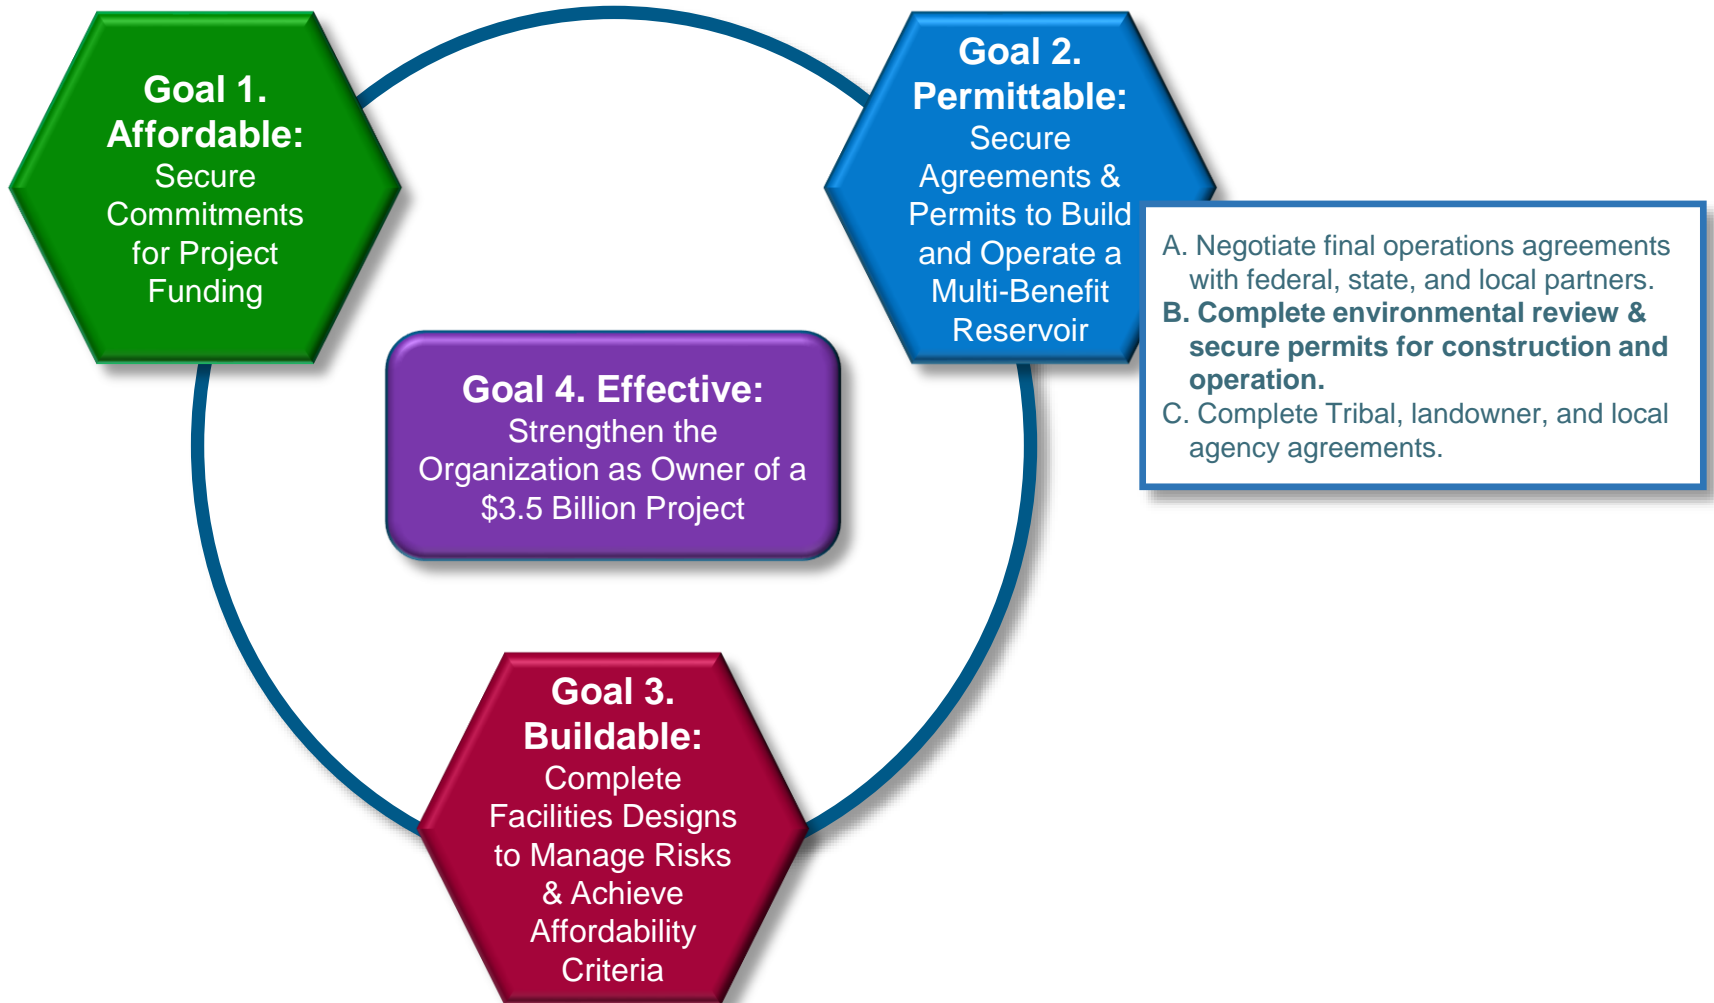 Goal 1.
Affordable:
Secure
Commitments
for Project
Funding
Goal 2.
Permittable:
Secure
Agreements &
Permits to Build
and Operate a
Multi-Benefit
Reservoir
A. Negotiate final operations agreements
with federal, state, and local partners.
B. Complete environmental review &
secure permits for construction and
operation.
C. Complete Tribal, landowner, and local
agency agreements.
Goal 4. Effective:
Strengthen the
Organization as Owner of a
$3.5 Billion Project
Goal 3.
Buildable:
Complete
Facilities Designs
to Manage Risks
& Achieve
Affordability
Criteria